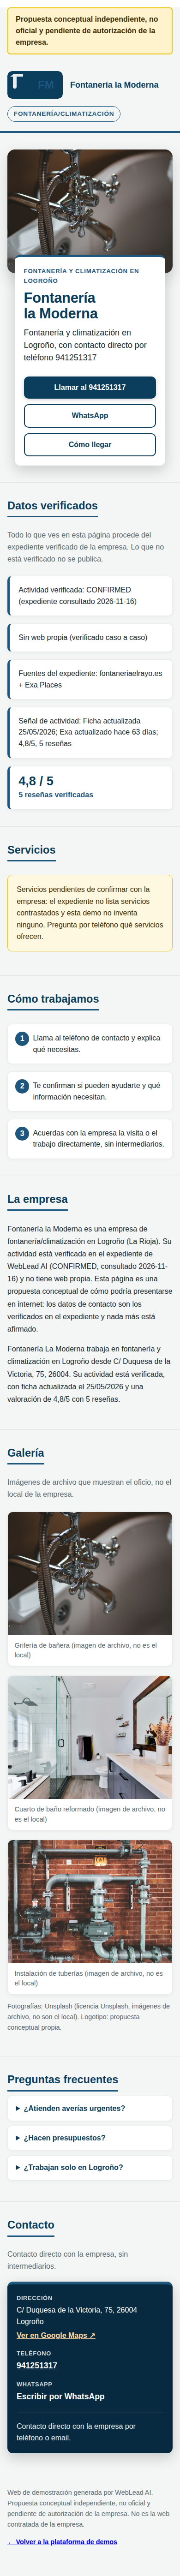 Propuesta conceptual independiente, no
oficial y pendiente de autorización de la
empresa.
FM
Fontanería la Moderna
FONTANERÍA/CLIMATIZACIÓN
FONTANERÍA Y CLIMATIZACIÓN EN
LOGROÑO
Fontanería
la Moderna
Fontanería y climatización en
Logroño, con contacto directo por
teléfono 941251317
Llamar al 941251317
WhatsApp
Cómo llegar
Datos verificados
Todo lo que ves en esta página procede del
expediente verificado de la empresa. Lo que no
está verificado no se publica.
Actividad verificada: CONFIRMED
(expediente consultado 2026-11-16)
Sin web propia (verificado caso a caso)
Fuentes del expediente: fontaneriaelrayo.es
+ Exa Places
Señal de actividad: Ficha actualizada
25/05/2026; Exa actualizado hace 63 días;
4,8/5, 5 reseñas
4,8 / 5
5 reseñas verificadas
Servicios
Servicios pendientes de confirmar con la
empresa: el expediente no lista servicios
contrastados y esta demo no inventa
ninguno. Pregunta por teléfono qué servicios
ofrecen.
Cómo trabajamos
1 Llama al teléfono de contacto y explica
qué necesitas.
2 Te confirman si pueden ayudarte y qué
información necesitan.
3 Acuerdas con la empresa la visita o el
trabajo directamente, sin intermediarios.
La empresa
Fontanería la Moderna es una empresa de
fontanería/climatización en Logroño (La Rioja). Su
actividad está verificada en el expediente de
WebLead AI (CONFIRMED, consultado 2026-11-
16) y no tiene web propia. Esta página es una
propuesta conceptual de cómo podría presentarse
en internet: los datos de contacto son los
verificados en el expediente y nada más está
afirmado.
Fontanería La Moderna trabaja en fontanería y
climatización en Logroño desde C/ Duquesa de la
Victoria, 75, 26004. Su actividad está verificada,
con ficha actualizada el 25/05/2026 y una
valoración de 4,8/5 con 5 reseñas.
Galería
Imágenes de archivo que muestran el oficio, no el
local de la empresa.
Grifería de bañera (imagen de archivo, no es el
local)
Cuarto de baño reformado (imagen de archivo, no
es el local)
Instalación de tuberías (imagen de archivo, no es
el local)
Fotografías: Unsplash (licencia Unsplash, imágenes de
archivo, no son el local). Logotipo: propuesta
conceptual propia.
Preguntas frecuentes
▸ ¿Atienden averías urgentes?
▸ ¿Hacen presupuestos?
▸ ¿Trabajan solo en Logroño?
Contacto
Contacto directo con la empresa, sin
intermediarios.
DIRECCIÓN
C/ Duquesa de la Victoria, 75, 26004
Logroño
Ver en Google Maps ↗
TELÉFONO
941251317
WHATSAPP
Escribir por WhatsApp
Contacto directo con la empresa por
teléfono o email.
Web de demostración generada por WebLead AI.
Propuesta conceptual independiente, no oficial y
pendiente de autorización de la empresa. No es la web
contratada de la empresa.
← Volver a la plataforma de demos